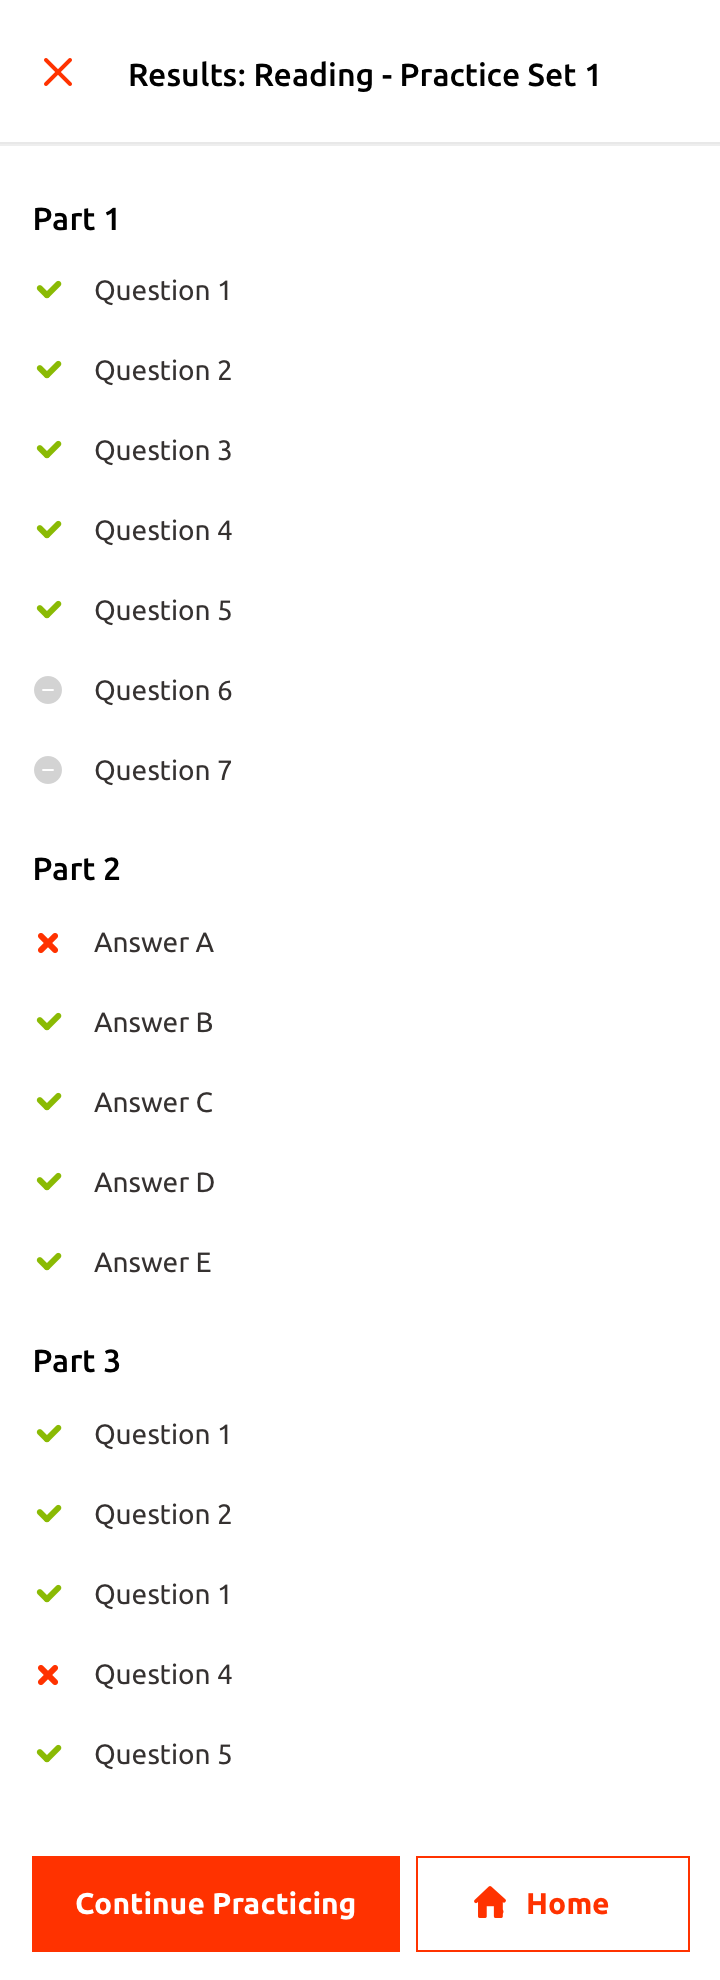 Results: Reading - Practice Set 1
Part 1
Question 1
Question 2
Question 3
Question 4
Question 5
Question 6
Question 7
Part 2
Answer A
Answer B
Answer C
Answer D
Answer E
Part 3
Question 1
Question 2
Question 1
Question 4
Question 5
Continue Practicing
Home